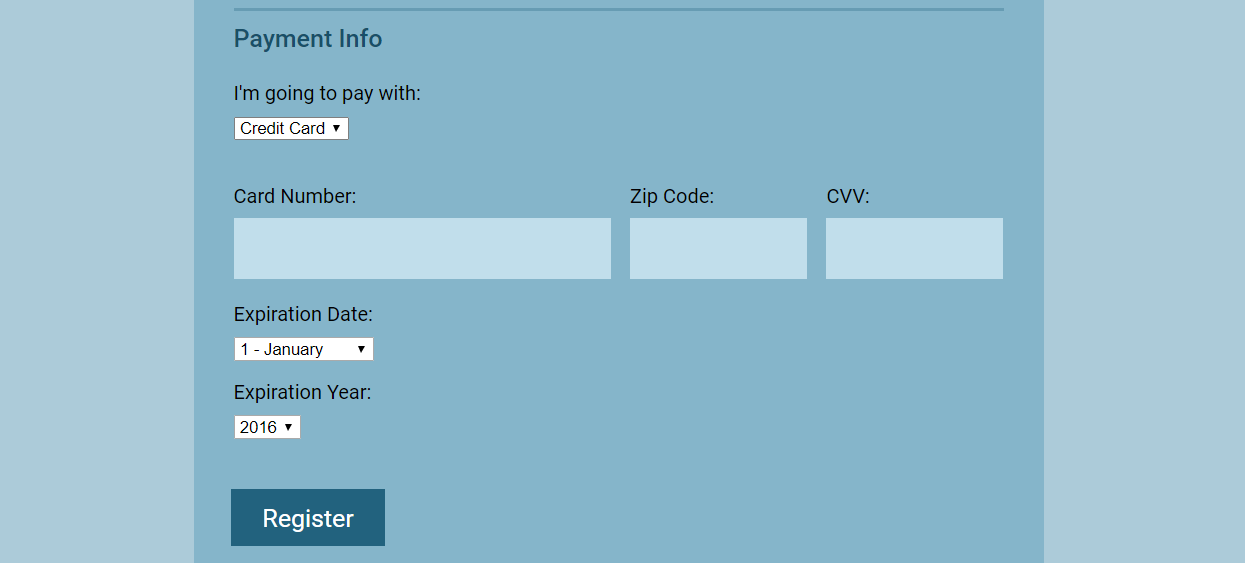 Payment Info
I'm going to pay with:
Credit Card
Card Number: Zip Code: CVV:
Expiration Date:
1 - January
Expiration Year:
2016
Register